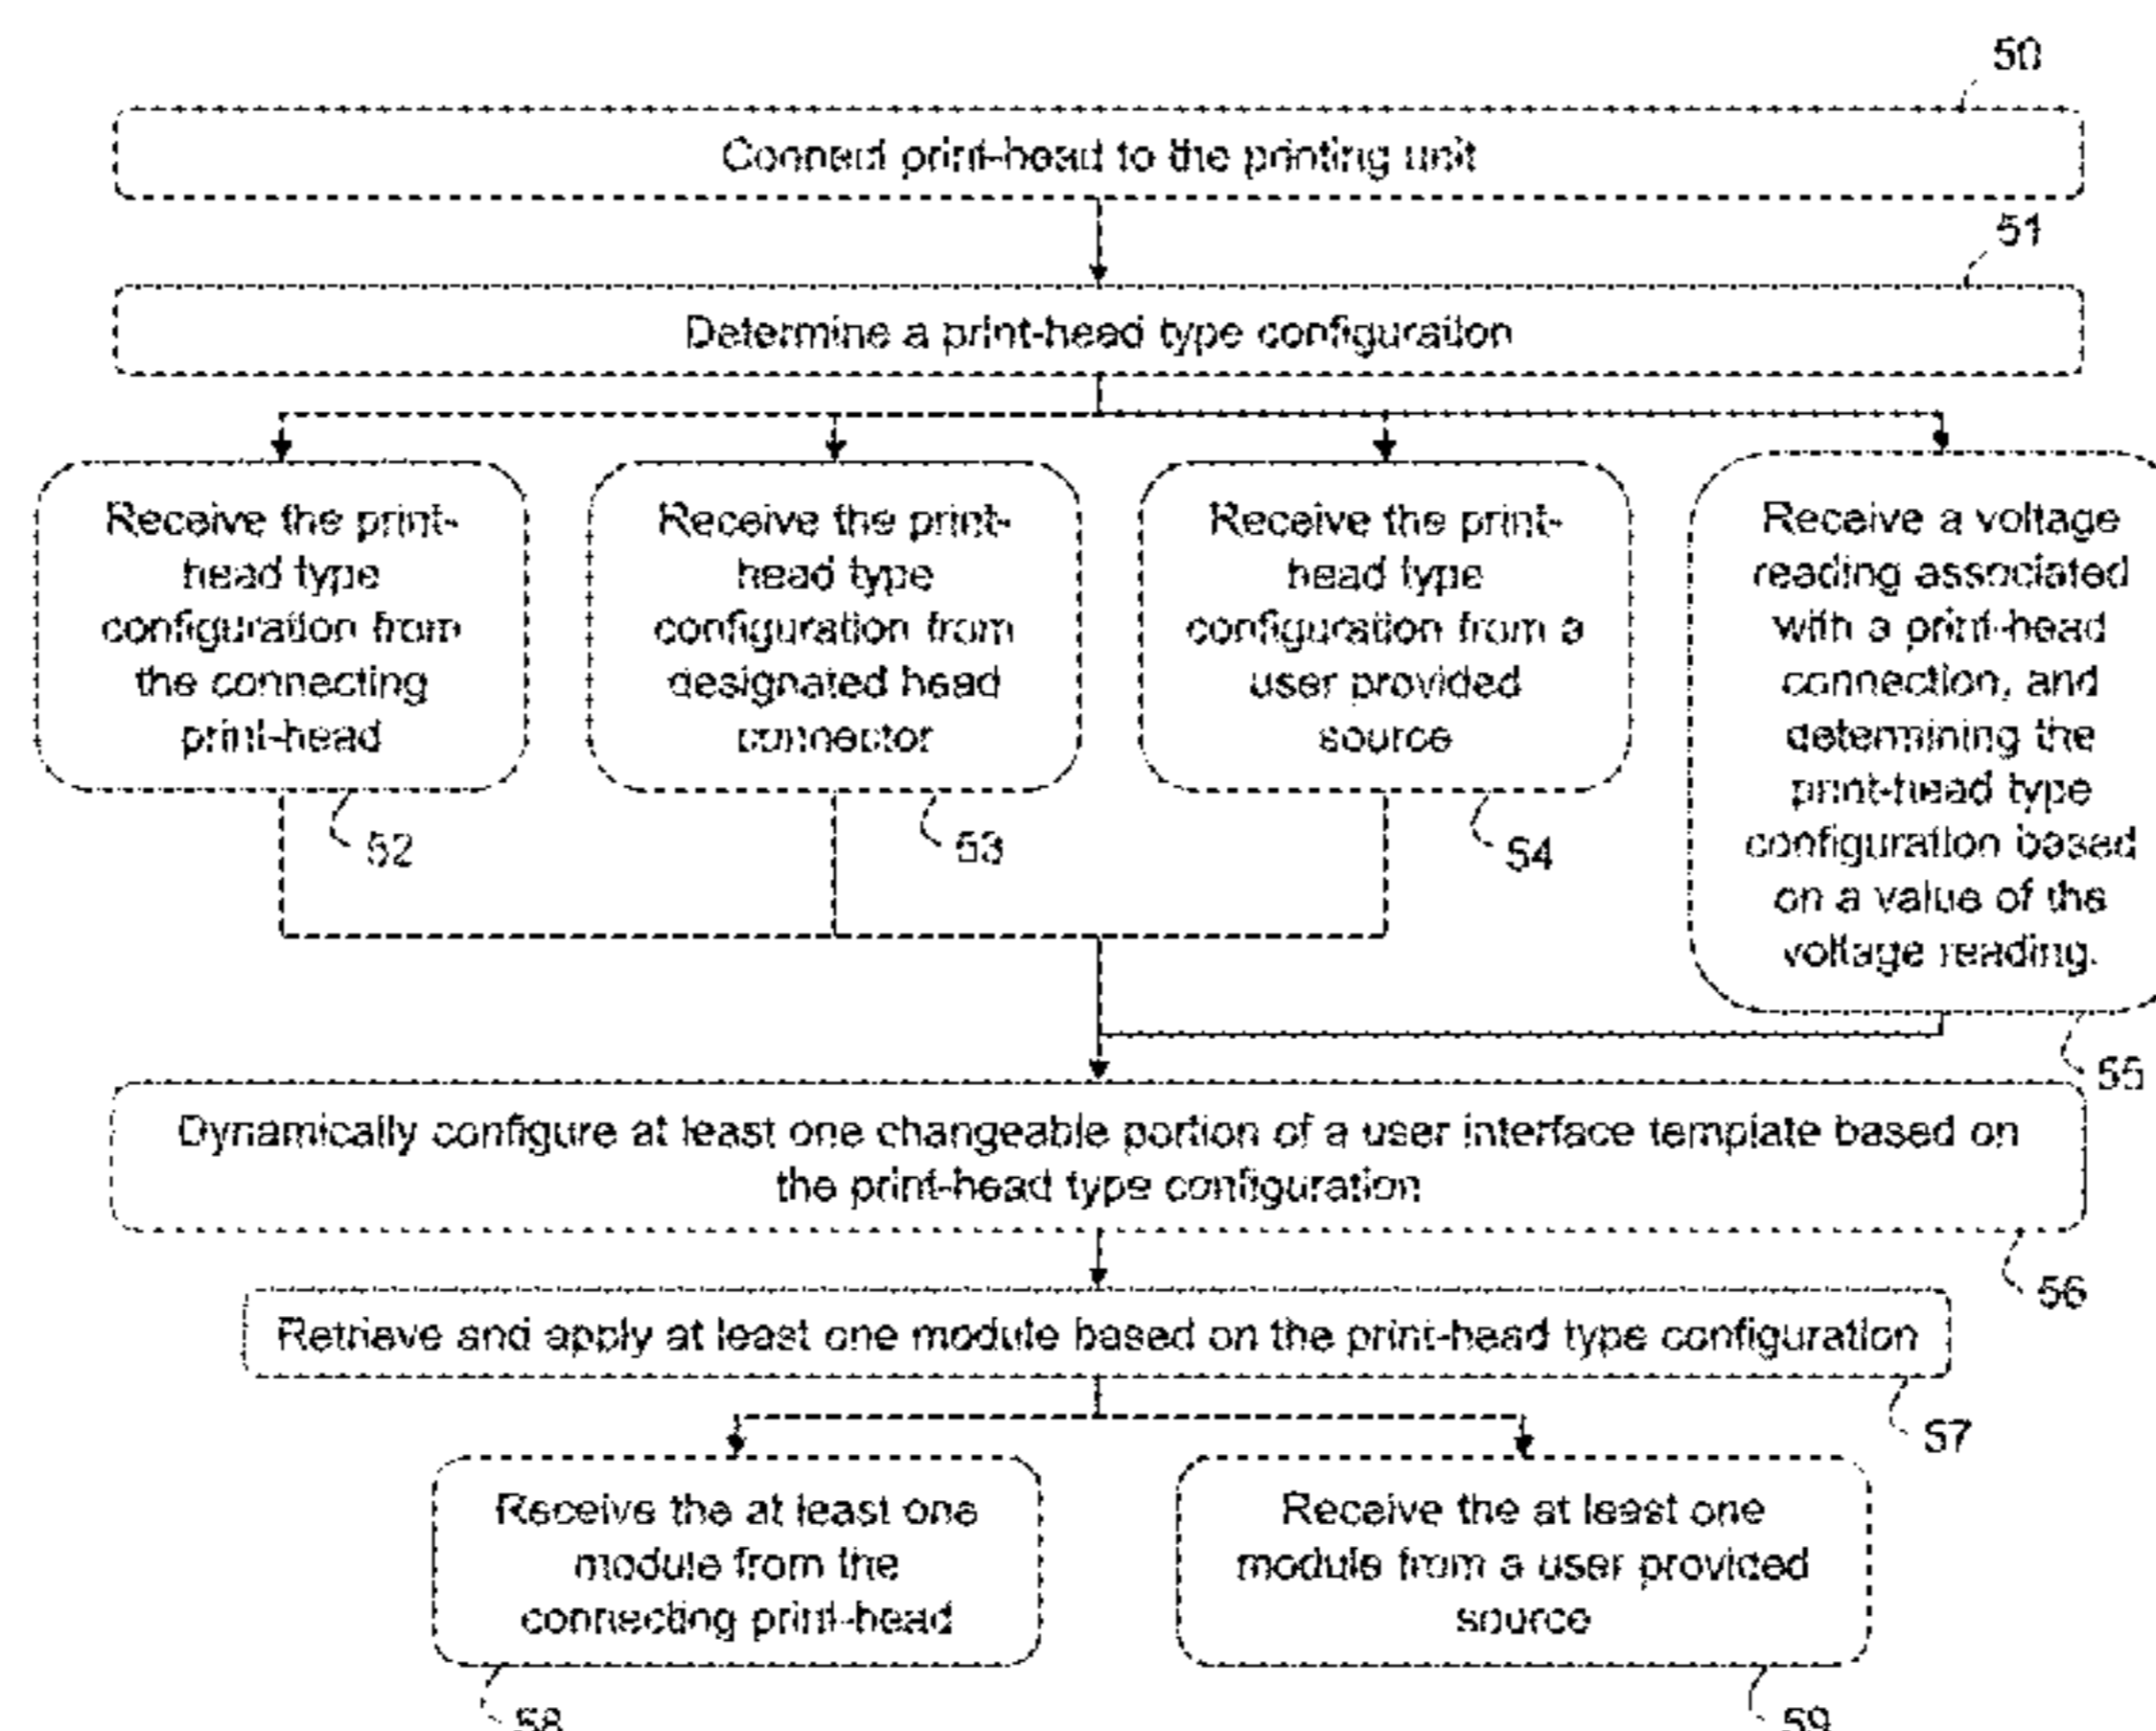 50
Connect print-head to the printing unit
51
Determine a print-head type configuration
Receive the print-
head type
configuration from
the connecting
print-head
52
Receive the print-
head type
configuration from
designated head
connector
53
Receive the print-
head type
configuration from a
user provided
source
54
Receive a voltage
reading associated
with a print-head
connection, and
determining the
print-head type
configuration based
on a value of the
voltage reading.
55
Dynamically configure at least one changeable portion of a user interface template based on
the print-head type configuration
56
Retrieve and apply at least one module based on the print-head type configuration
57
Receive the at least one
module from the
connecting print-head
58
Receive the at least one
module from a user provided
source
59